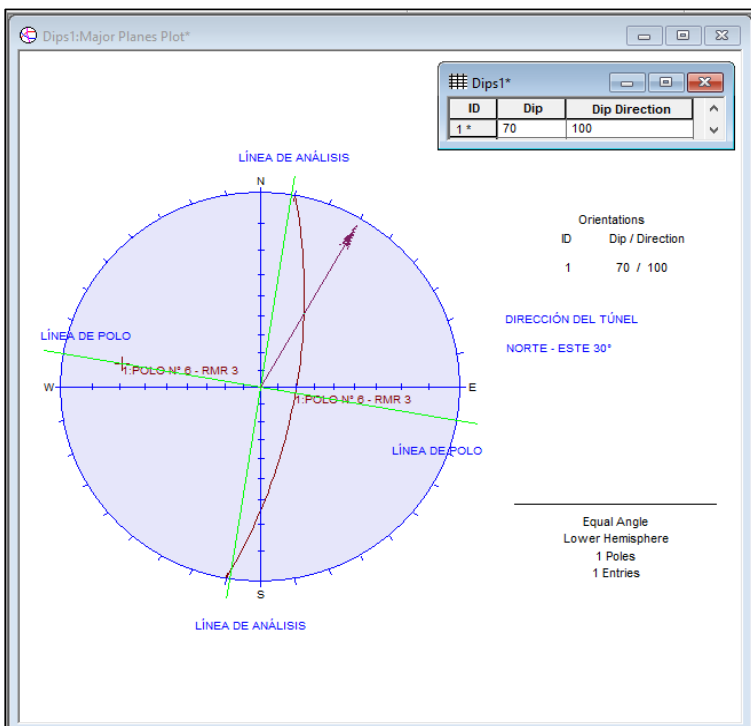 Dips1:Major Planes Plot*
Dips1*
ID Dip Dip Direction
1 * 70 100
LÍNEA DE ANÁLISIS
N
Orientations
ID Dip / Direction
1 70 / 100
DIRECCIÓN DEL TÚNEL
NORTE - ESTE 30°
LÍNEA DE POLO
1:POLO N° 6 - RMR 3
W
E
1:POLO N° 6 - RMR 3
LÍNEA DE POLO
S
LÍNEA DE ANÁLISIS
Equal Angle
Lower Hemisphere
1 Poles
1 Entries